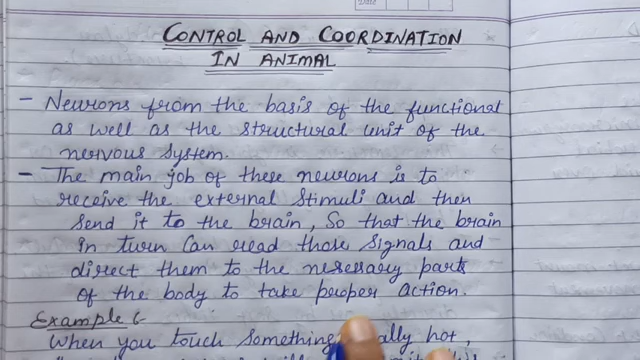 CONTROL AND COORDINATION
IN ANIMAL
- Neurons from the basis of the functional
as well as the structural unit of the
nervous system.
- The main job of these neurons is to
receive the external stimuli and then
send it to the brain, So that the brain
in turn can read those signals and
direct them to the necessary parts
of the body to take proper action.
Example :-
When you touch something hot,